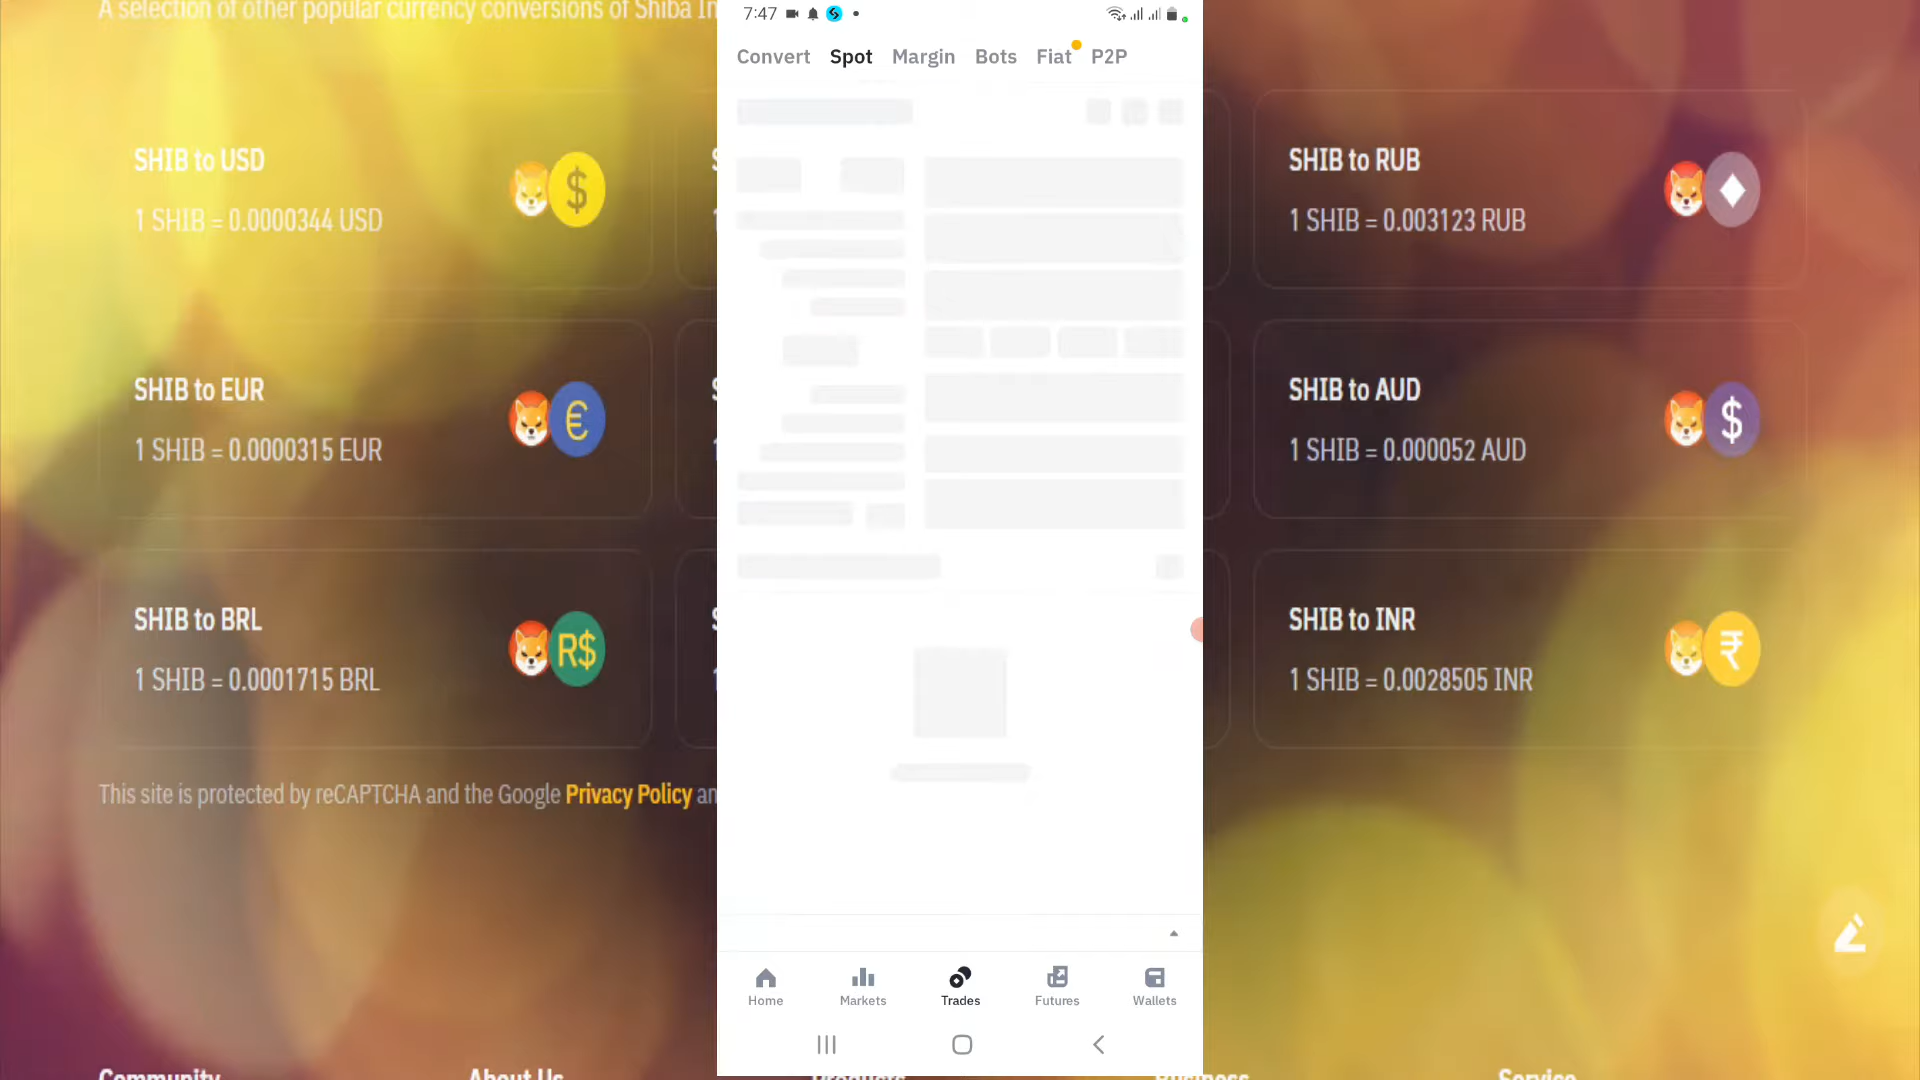 A selection of other popular currency conversions of Shiba In
7:47
Convert Spot Margin Bots Fiat P2P
SHIB to USD
1 SHIB = 0.0000344 USD
$
SHIB to RUB
1 SHIB = 0.003123 RUB
SHIB to EUR
1 SHIB = 0.0000315 EUR
€
SHIB to AUD
1 SHIB = 0.000052 AUD
$
SHIB to BRL
1 SHIB = 0.0001715 BRL
R$
SHIB to INR
1 SHIB = 0.0028505 INR
₹
This site is protected by reCAPTCHA and the Google Privacy Policy an
Home Markets Trades Futures Wallets
Community About Us Products Business Service